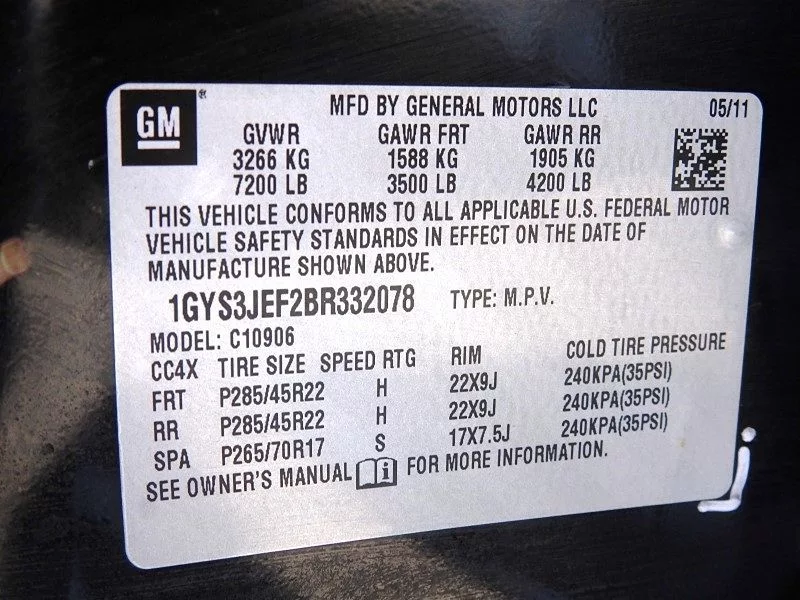 GM®
MFD BY GENERAL MOTORS LLC 05/11
GVWR GAWR FRT GAWR RR
3266 KG 1588 KG 1905 KG
7200 LB 3500 LB 4200 LB
THIS VEHICLE CONFORMS TO ALL APPLICABLE U.S. FEDERAL MOTOR
VEHICLE SAFETY STANDARDS IN EFFECT ON THE DATE OF
MANUFACTURE SHOWN ABOVE.
1GYS3JEF2BR332078 TYPE: M.P.V.
MODEL: C10906
CC4X TIRE SIZE SPEED RTG RIM COLD TIRE PRESSURE
FRT P285/45R22 H 22X9J 240KPA(35PSI)
RR P285/45R22 H 22X9J 240KPA(35PSI)
SPA P265/70R17 S 17X7.5J 240KPA(35PSI)
SEE OWNER'S MANUAL i FOR MORE INFORMATION.